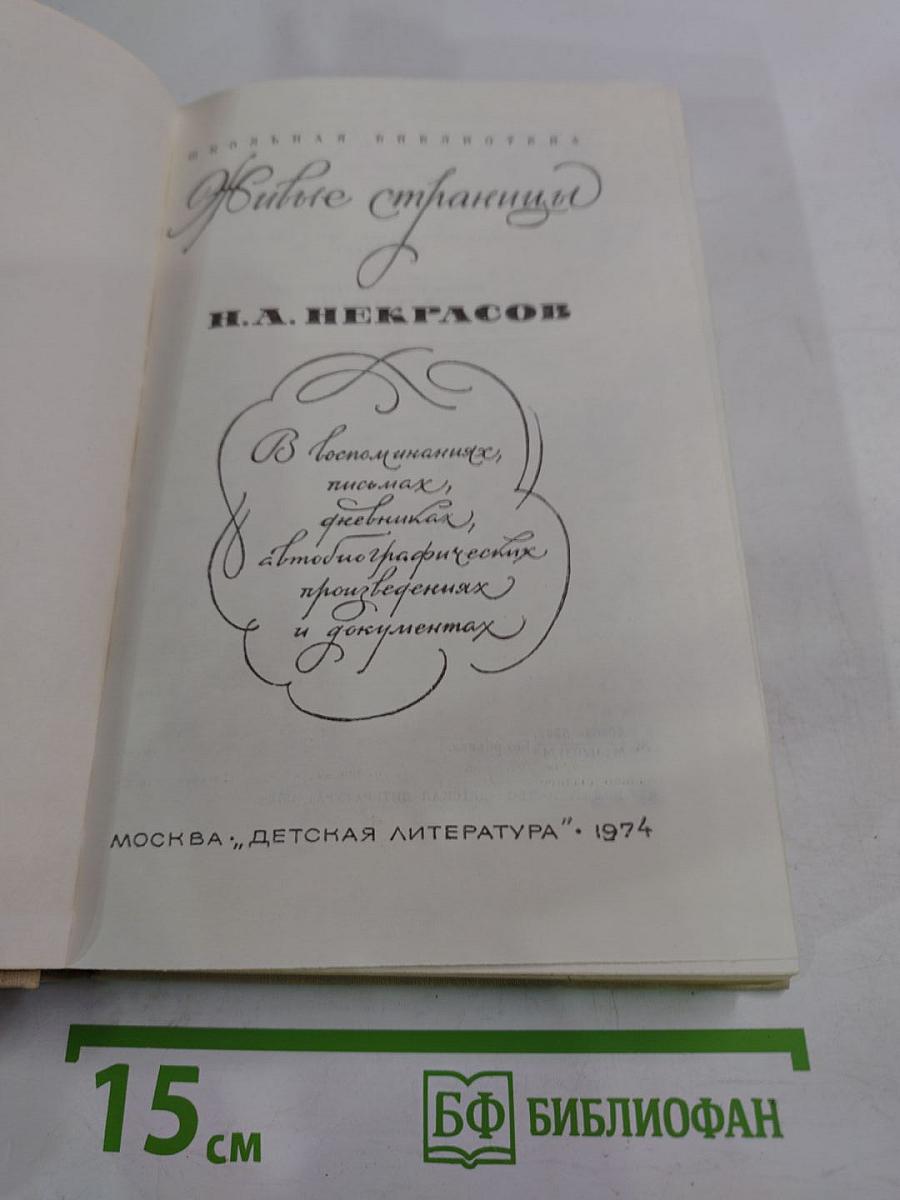 ШКОЛЬНАЯ БИБЛИОТЕКА
Живые страницы
Н.А.НЕКРАСОВ
В воспоминаниях,
письмах,
дневниках,
автобиографических
произведениях
и документах
МОСКВА·„ДЕТСКАЯ ЛИТЕРАТУРА"· 1974
15 см
БФ БИБЛИОФАН